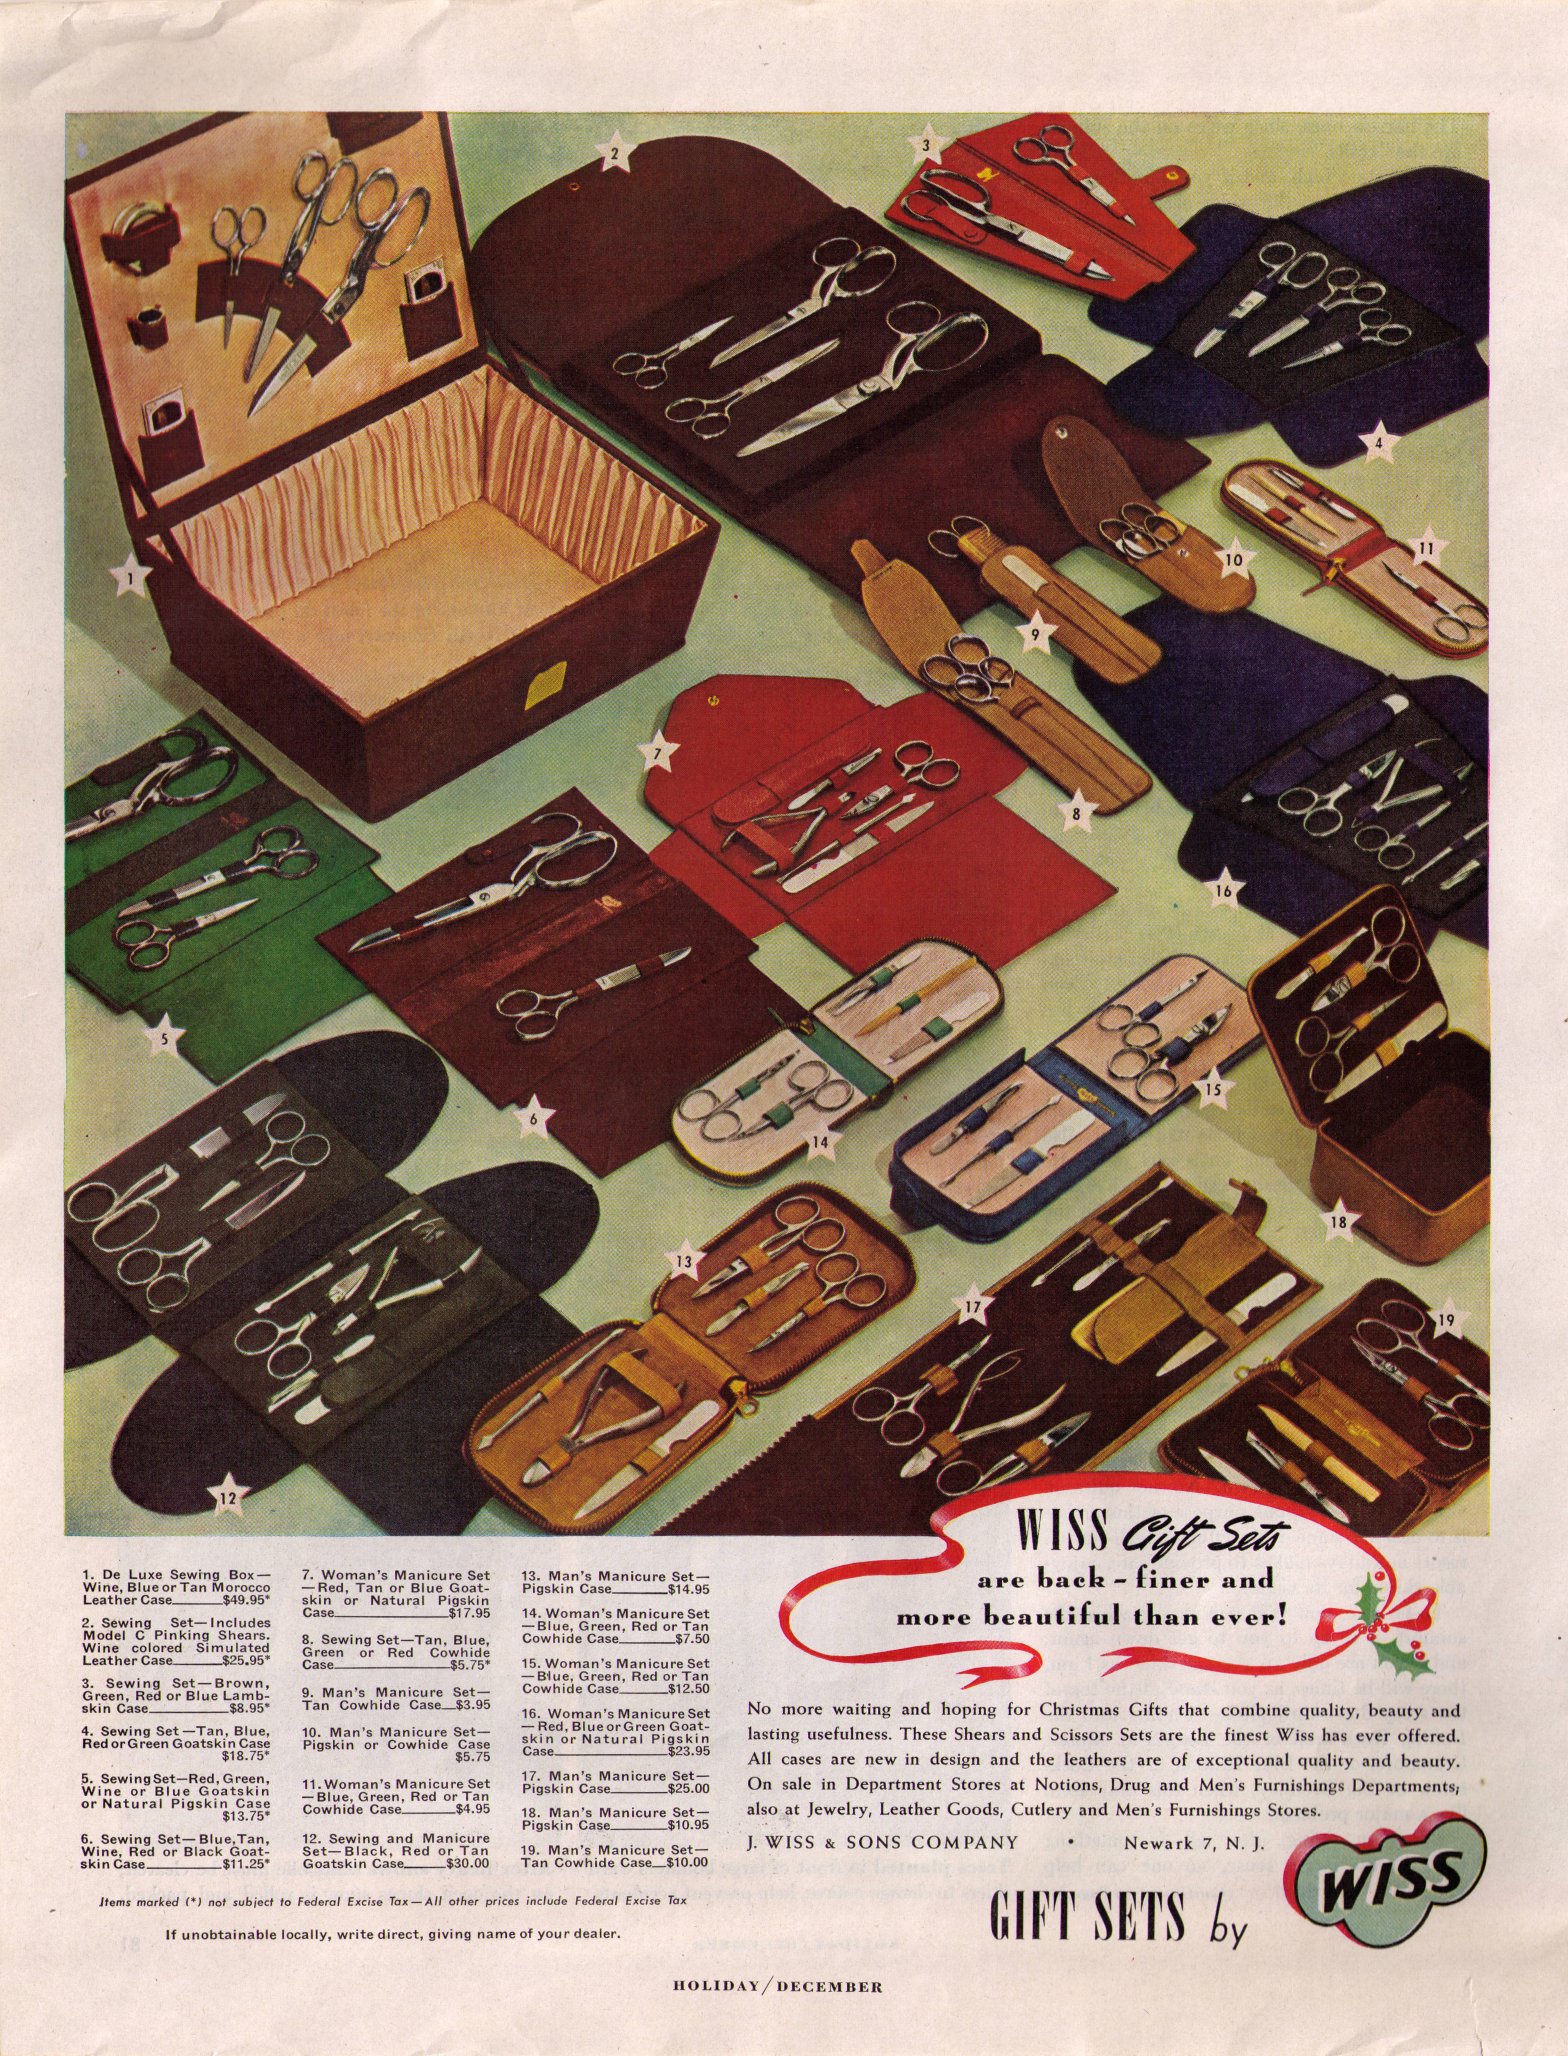 1
2
3
4
5
6
7
8
9
10
11
12
13
14
15
16
17
18
19
WISS Gift Sets
are back – finer and
more beautiful than ever!
1. De Luxe Sewing Box—
Wine, Blue or Tan Morocco
Leather Case $49.95*
2. Sewing Set—Includes
Model C Pinking Shears.
Wine colored Simulated
Leather Case $25.95*
3. Sewing Set—Brown,
Green, Red or Blue Lamb-
skin Case $8.95*
4. Sewing Set—Tan, Blue,
Red or Green Goatskin Case
$18.75*
5. Sewing Set—Red, Green,
Wine or Blue Goatskin
or Natural Pigskin Case
$13.75*
6. Sewing Set—Blue, Tan,
Wine, Red or Black Goat-
skin Case $11.25*
7. Woman's Manicure Set
—Red, Tan or Blue Goat-
skin or Natural Pigskin
Case $17.95
8. Sewing Set—Tan, Blue,
Green or Red Cowhide
Case $5.75*
9. Man's Manicure Set—
Tan Cowhide Case $3.95
10. Man's Manicure Set—
Pigskin or Cowhide Case
$5.75
11. Woman's Manicure Set
—Blue, Green, Red or Tan
Cowhide Case $4.95
12. Sewing and Manicure
Set—Black, Red or Tan
Goatskin Case $30.00
13. Man's Manicure Set—
Pigskin Case $14.95
14. Woman's Manicure Set
—Blue, Green, Red or Tan
Cowhide Case $7.50
15. Woman's Manicure Set
—Blue, Green, Red or Tan
Cowhide Case $12.50
16. Woman's Manicure Set
—Red, Blue or Green Goat-
skin or Natural Pigskin
Case $23.95
17. Man's Manicure Set—
Pigskin Case $25.00
18. Man's Manicure Set—
Pigskin Case $10.95
19. Man's Manicure Set—
Tan Cowhide Case $10.00
Items marked (*) not subject to Federal Excise Tax—All other prices include Federal Excise Tax
If unobtainable locally, write direct, giving name of your dealer.
No more waiting and hoping for Christmas Gifts that combine quality, beauty and
lasting usefulness. These Shears and Scissors Sets are the finest Wiss has ever offered.
All cases are new in design and the leathers are of exceptional quality and beauty.
On sale in Department Stores at Notions, Drug and Men's Furnishings Departments;
also at Jewelry, Leather Goods, Cutlery and Men's Furnishings Stores.
J. WISS & SONS COMPANY • Newark 7, N. J.
GIFT SETS by WISS
HOLIDAY/DECEMBER